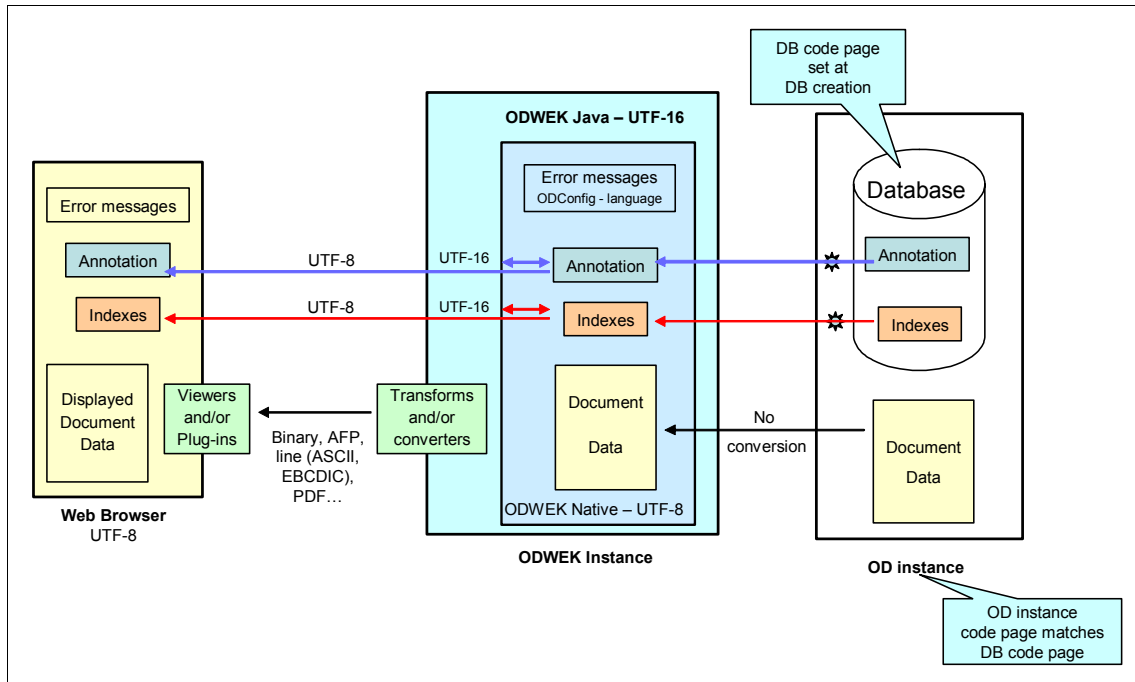 DB code page
set at
DB creation
ODWEK Java – UTF-16
Error messages
ODConfig - language
Database
Error messages
Annotation
UTF-8
UTF-16
Annotation
Annotation
Indexes
UTF-8
UTF-16
Indexes
Indexes
Displayed
Document
Data
Viewers
and/or
Plug-ins
Binary, AFP,
line (ASCII,
EBCDIC),
PDF…
Transforms
and/or
converters
Document
Data
No
conversion
Document
Data
ODWEK Native – UTF-8
Web Browser
UTF-8
ODWEK Instance
OD instance
OD instance
code page matches
DB code page